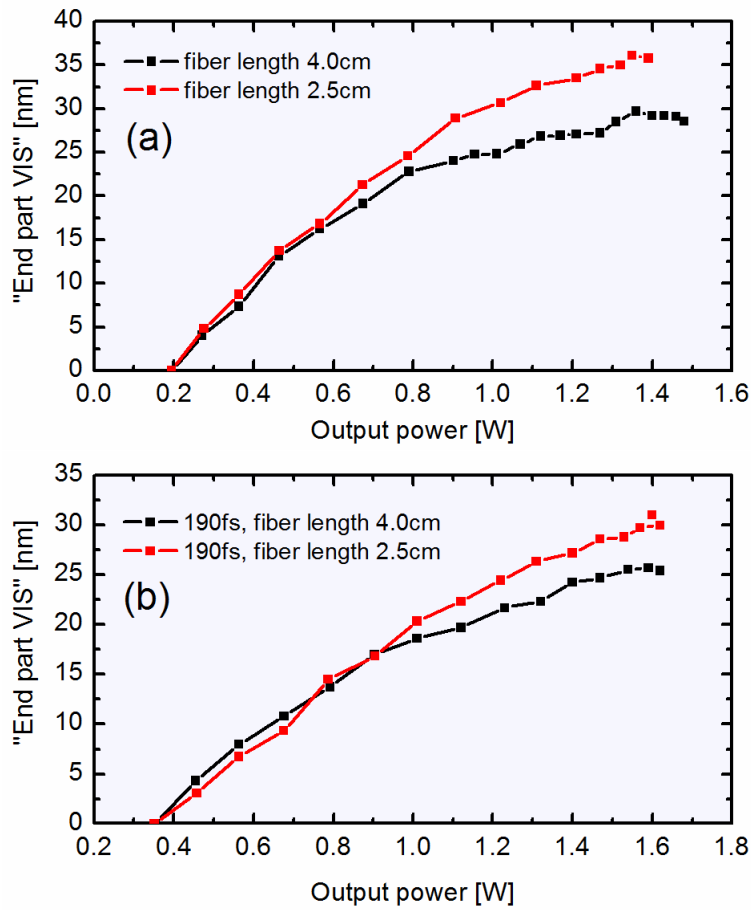 40
35
30
25
20
15
10
5
0
"End part VIS" [nm]
fiber length 4.0cm
fiber length 2.5cm
(a)
0.0 0.2 0.4 0.6 0.8 1.0 1.2 1.4 1.6
Output power [W]
35
30
25
20
15
10
5
0
"End part VIS" [nm]
190fs, fiber length 4.0cm
190fs, fiber length 2.5cm
(b)
0.2 0.4 0.6 0.8 1.0 1.2 1.4 1.6 1.8
Output power [W]